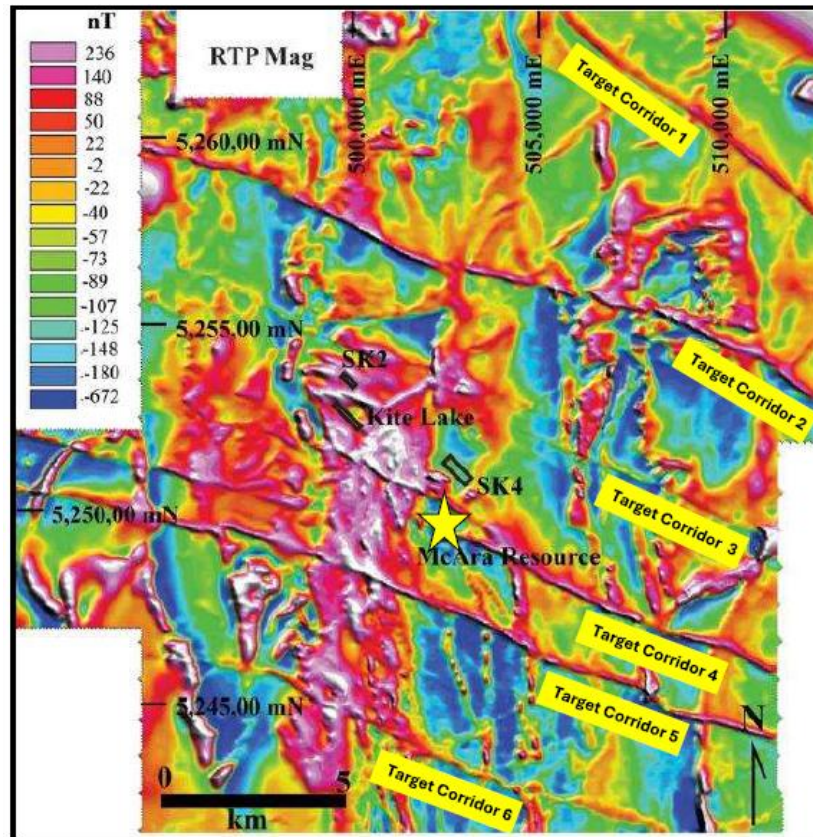 nT
236
140
88
50
22
-2
-22
-40
-57
-73
-89
-107
-125
-148
-180
-672
RTP Mag
500,000 mE
505,000 mE
510,000 mE
Target Corridor 1
5,260,00 mN
5,255,00 mN
SK2
Kite Lake
Target Corridor 2
SK4
5,250,00 mN
Target Corridor 3
McAra Resource
Target Corridor 4
Target Corridor 5
5,245,00 mN
N
0 5
km
Target Corridor 6